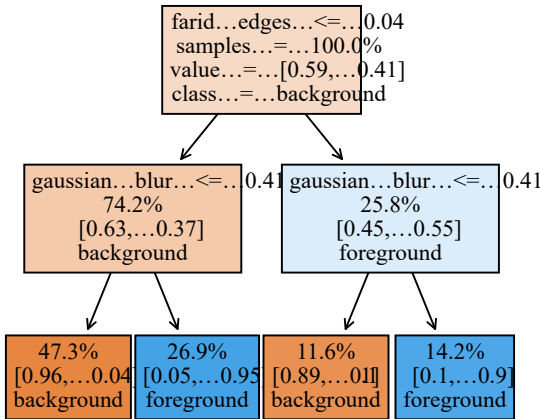 farid…edges…<=…0.04
samples…=…100.0%
value…=…[0.59,…0.41]
class…=…background
gaussian…blur…<=…0.41
74.2%
[0.63,…0.37]
background
gaussian…blur…<=…0.41
25.8%
[0.45,…0.55]
foreground
47.3%
[0.96,…0.04]
background
26.9%
[0.05,…0.95]
foreground
11.6%
[0.89,…0.11]
background
14.2%
[0.1,…0.9]
foreground